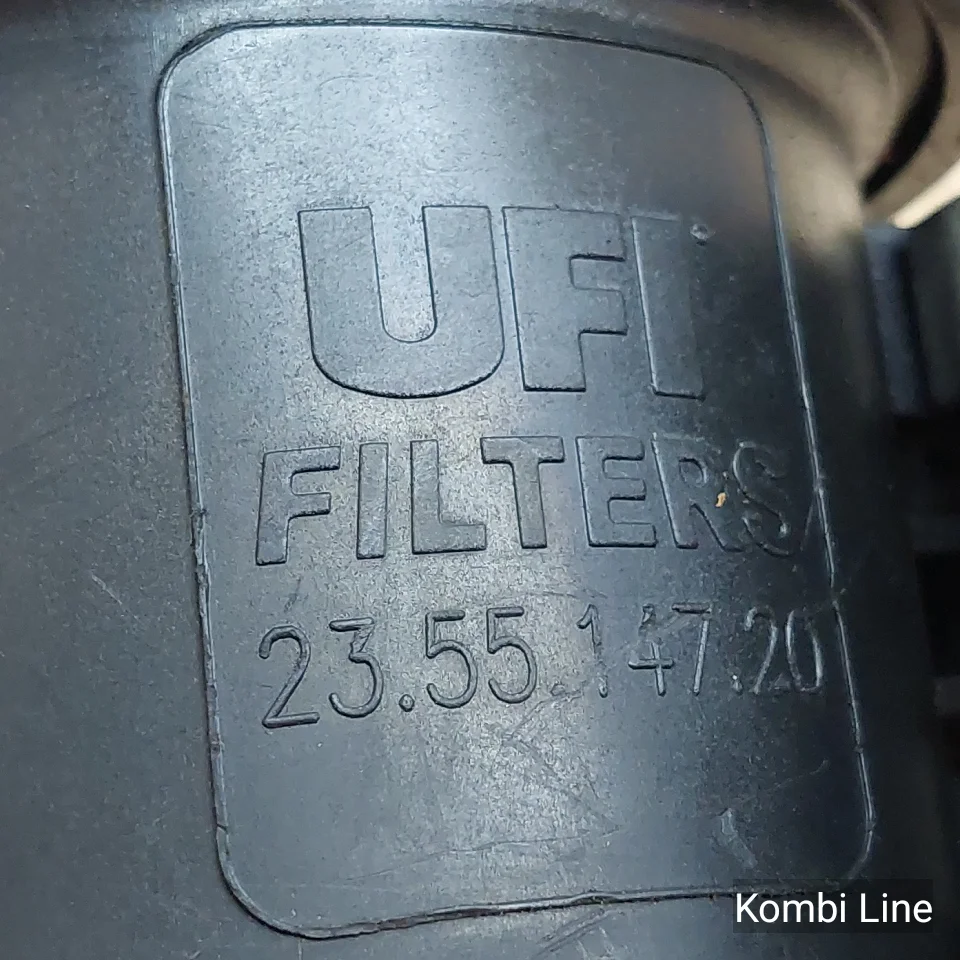 UFI
FILTERS
23.55.147.20
Kombi Line